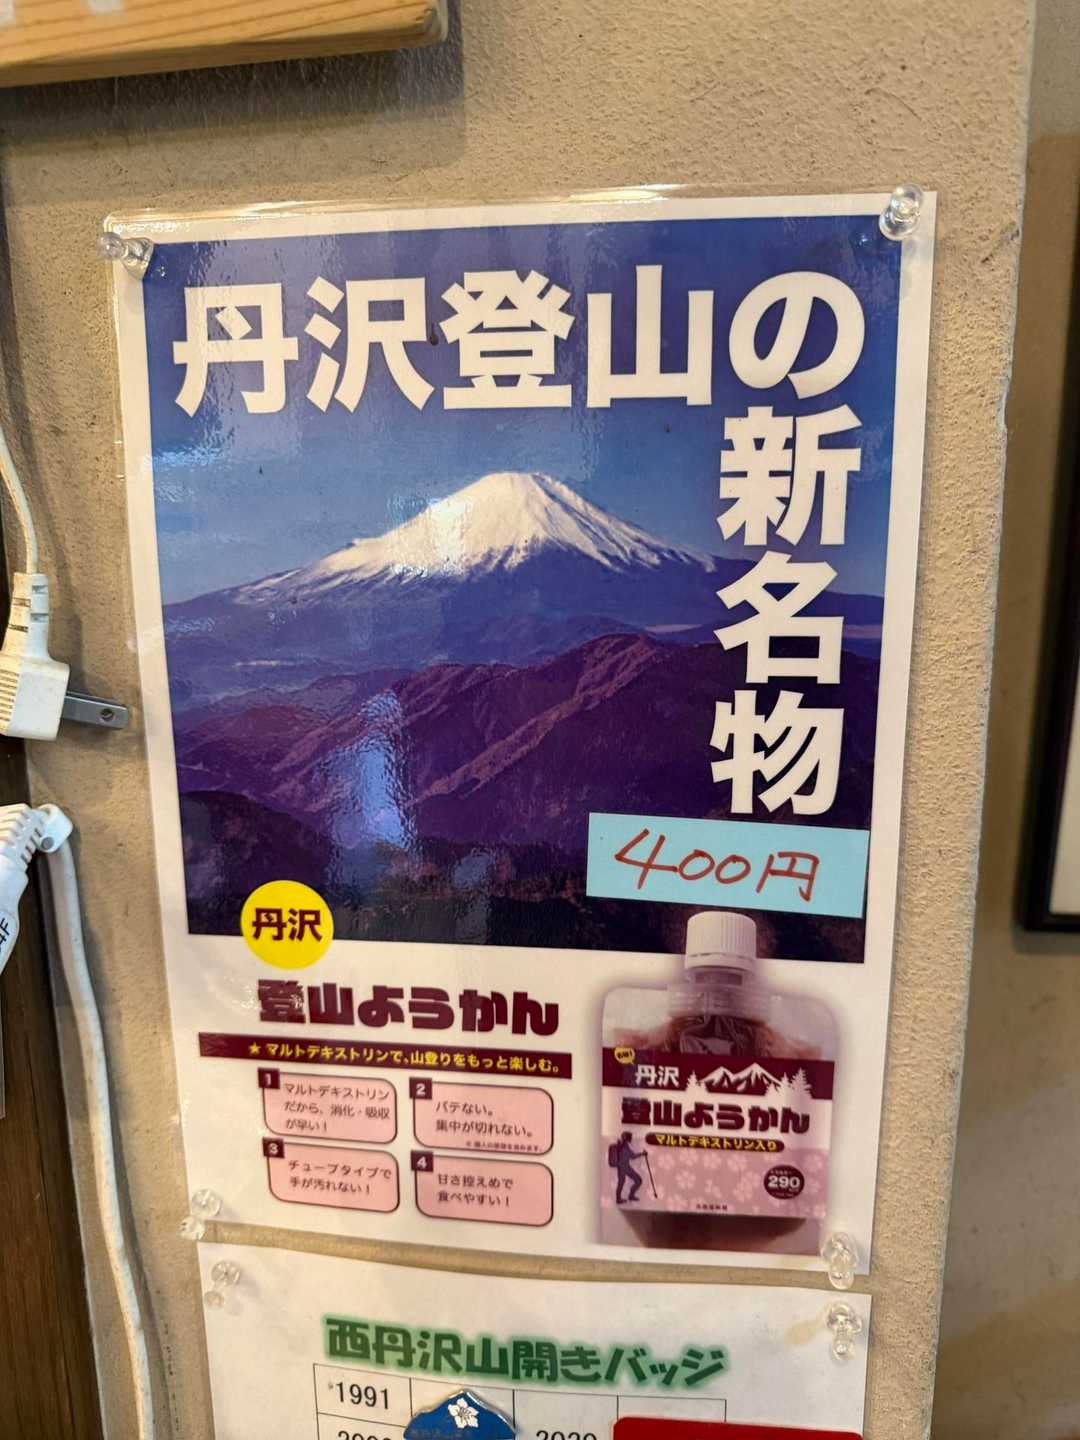 丹沢登山の
新名物
400円
丹沢
登山ようかん
★マルトデキストリンで、山登りをもっと楽しむ。
1
マルトデキストリン
だから、消化・吸収
が早い！
2
バテない。
集中が切れない。
3
チューブタイプで
手が汚れない！
4
甘さ控えめで
食べやすい！
丹沢
登山ようかん
マルトデキストリン入り
290
西丹沢山開きバッジ
1991
2020